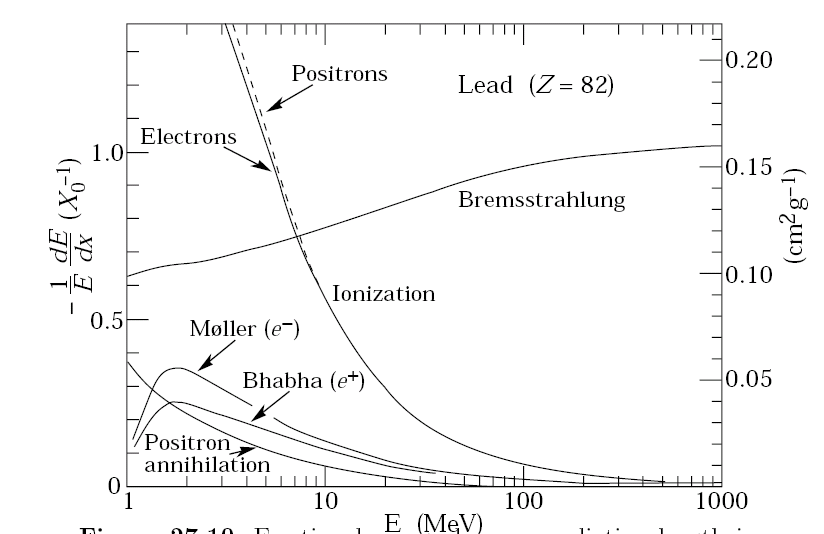 Positrons
Lead (Z = 82)
Electrons
Bremsstrahlung
Ionization
Møller (e−)
Bhabha (e+)
Positron
annihilation
− 1/E dE/dx (X0−1)
(cm2g−1)
0.20
0.15
0.10
0.05
1.0
0.5
0
1 10 100 1000
E (MeV)